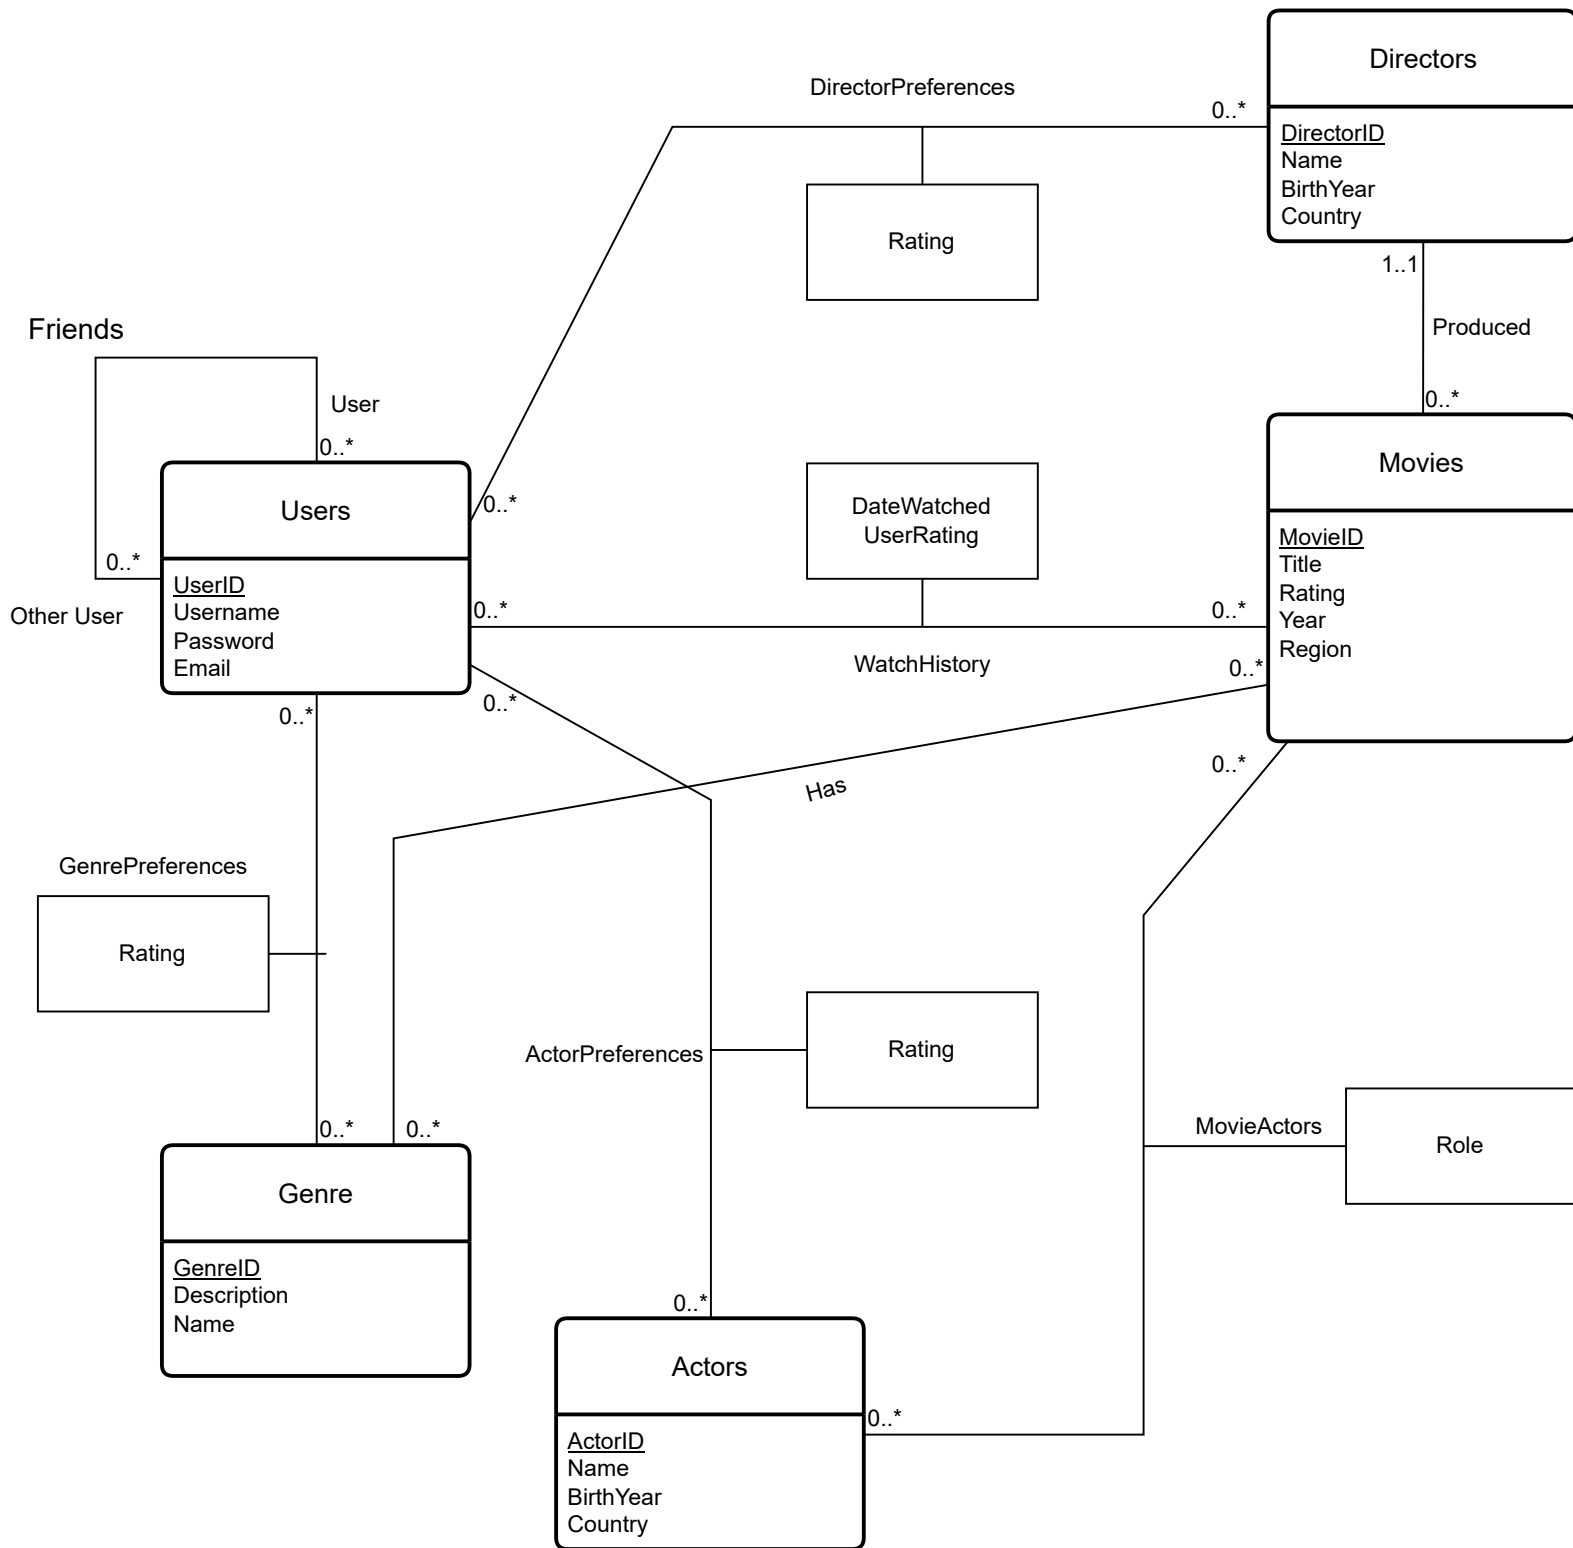 Directors
DirectorPreferences
0..*
DirectorID
Name
BirthYear
Country
Rating
1..1
Produced
Friends
User
0..*
0..*
Movies
Users
0..*
DateWatched
UserRating
MovieID
Title
Rating
Year
Region
0..*
UserID
Username
Password
Email
Other User
0..*
0..*
WatchHistory
0..*
0..*
0..*
0..*
Has
GenrePreferences
Rating
ActorPreferences
Rating
MovieActors
Role
0..*
0..*
Genre
GenreID
Description
Name
0..*
Actors
0..*
ActorID
Name
BirthYear
Country